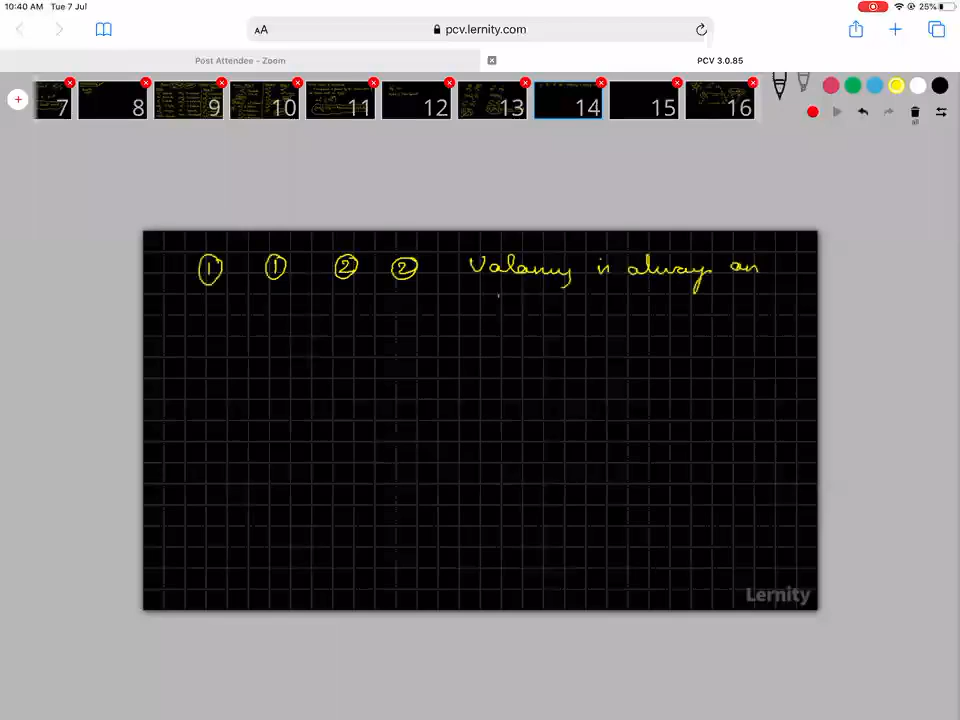 10:40 AM Tue 7 Jul
25%
AA
pcv.lernity.com
Post Attendee - Zoom
PCV 3.0.85
7 8 9 10 11 12 13 14 15 16
all
1 1 2 2 Valancy is always an
Lernity